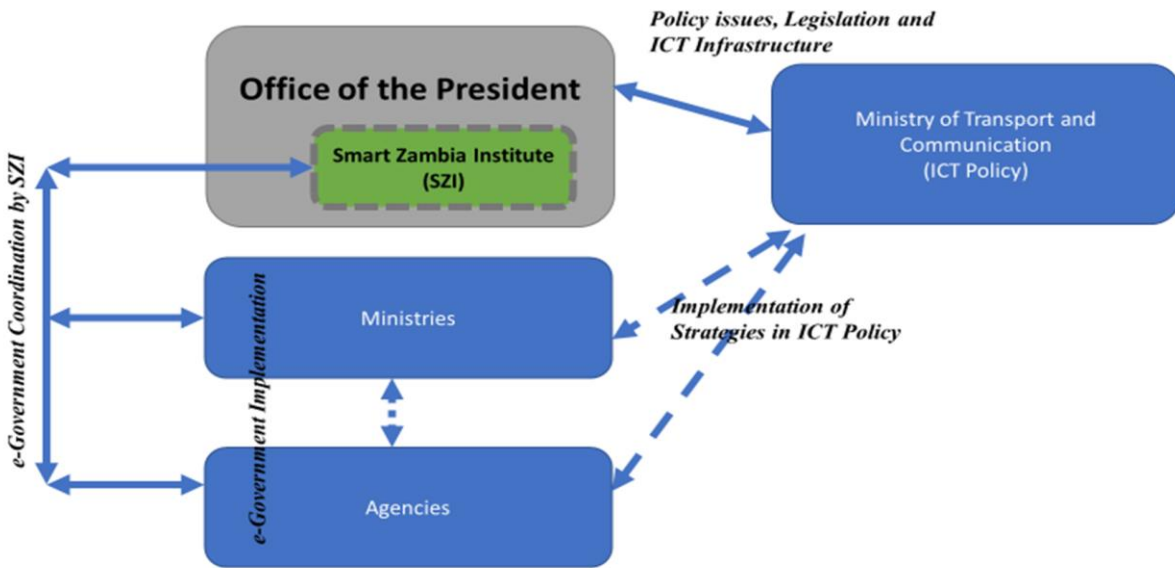 Policy issues, Legislation and
ICT Infrastructure
Office of the President
Smart Zambia Institute
(SZI)
Ministry of Transport and
Communication
(ICT Policy)
e-Government Coordination by SZI
e-Government Implementation
Ministries
Implementation of
Strategies in ICT Policy
Agencies